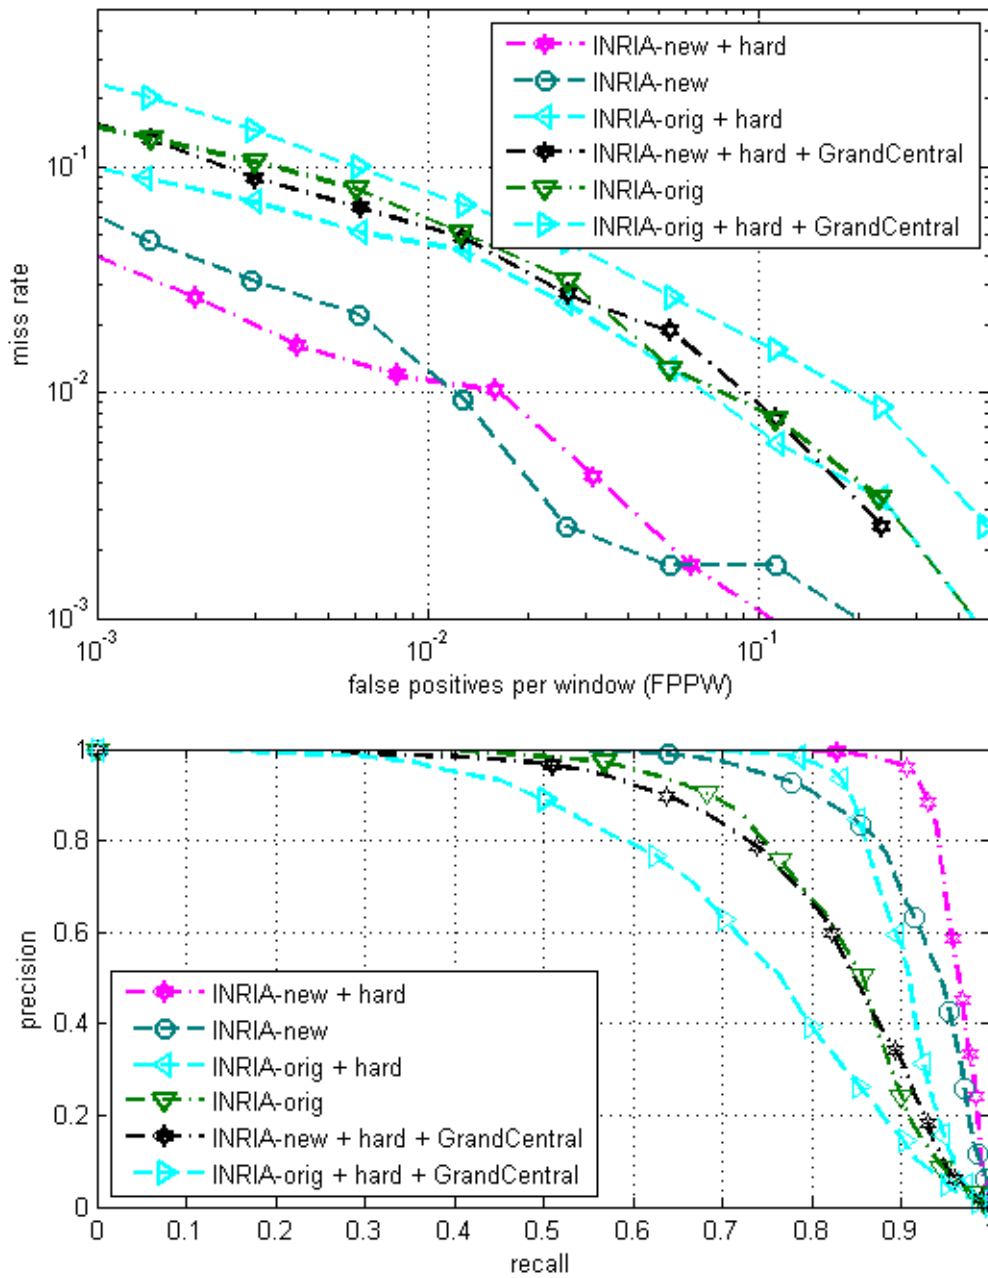 INRIA-new + hard
INRIA-new
INRIA-orig + hard
INRIA-new + hard + GrandCentral
INRIA-orig
INRIA-orig + hard + GrandCentral
miss rate
10^-1
10^-2
10^-3
10^-3
10^-2
10^-1
false positives per window (FPPW)
precision
1
0.8
0.6
0.4
0.2
0
INRIA-new + hard
INRIA-new
INRIA-orig + hard
INRIA-orig
INRIA-new + hard + GrandCentral
INRIA-orig + hard + GrandCentral
0 0.1 0.2 0.3 0.4 0.5 0.6 0.7 0.8 0.9
recall